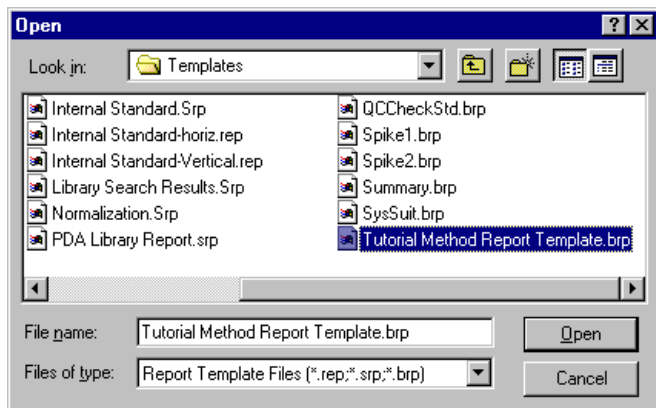 Open
Look in: Templates
Internal Standard.Srp
Internal Standard-horiz.rep
Internal Standard-Vertical.rep
Library Search Results.Srp
Normalization.Srp
PDA Library Report.srp
QCCheckStd.brp
Spike1.brp
Spike2.brp
Summary.brp
SysSuit.brp
Tutorial Method Report Template.brp
File name: Tutorial Method Report Template.brp Open
Files of type: Report Template Files (*.rep;*.srp;*.brp) Cancel